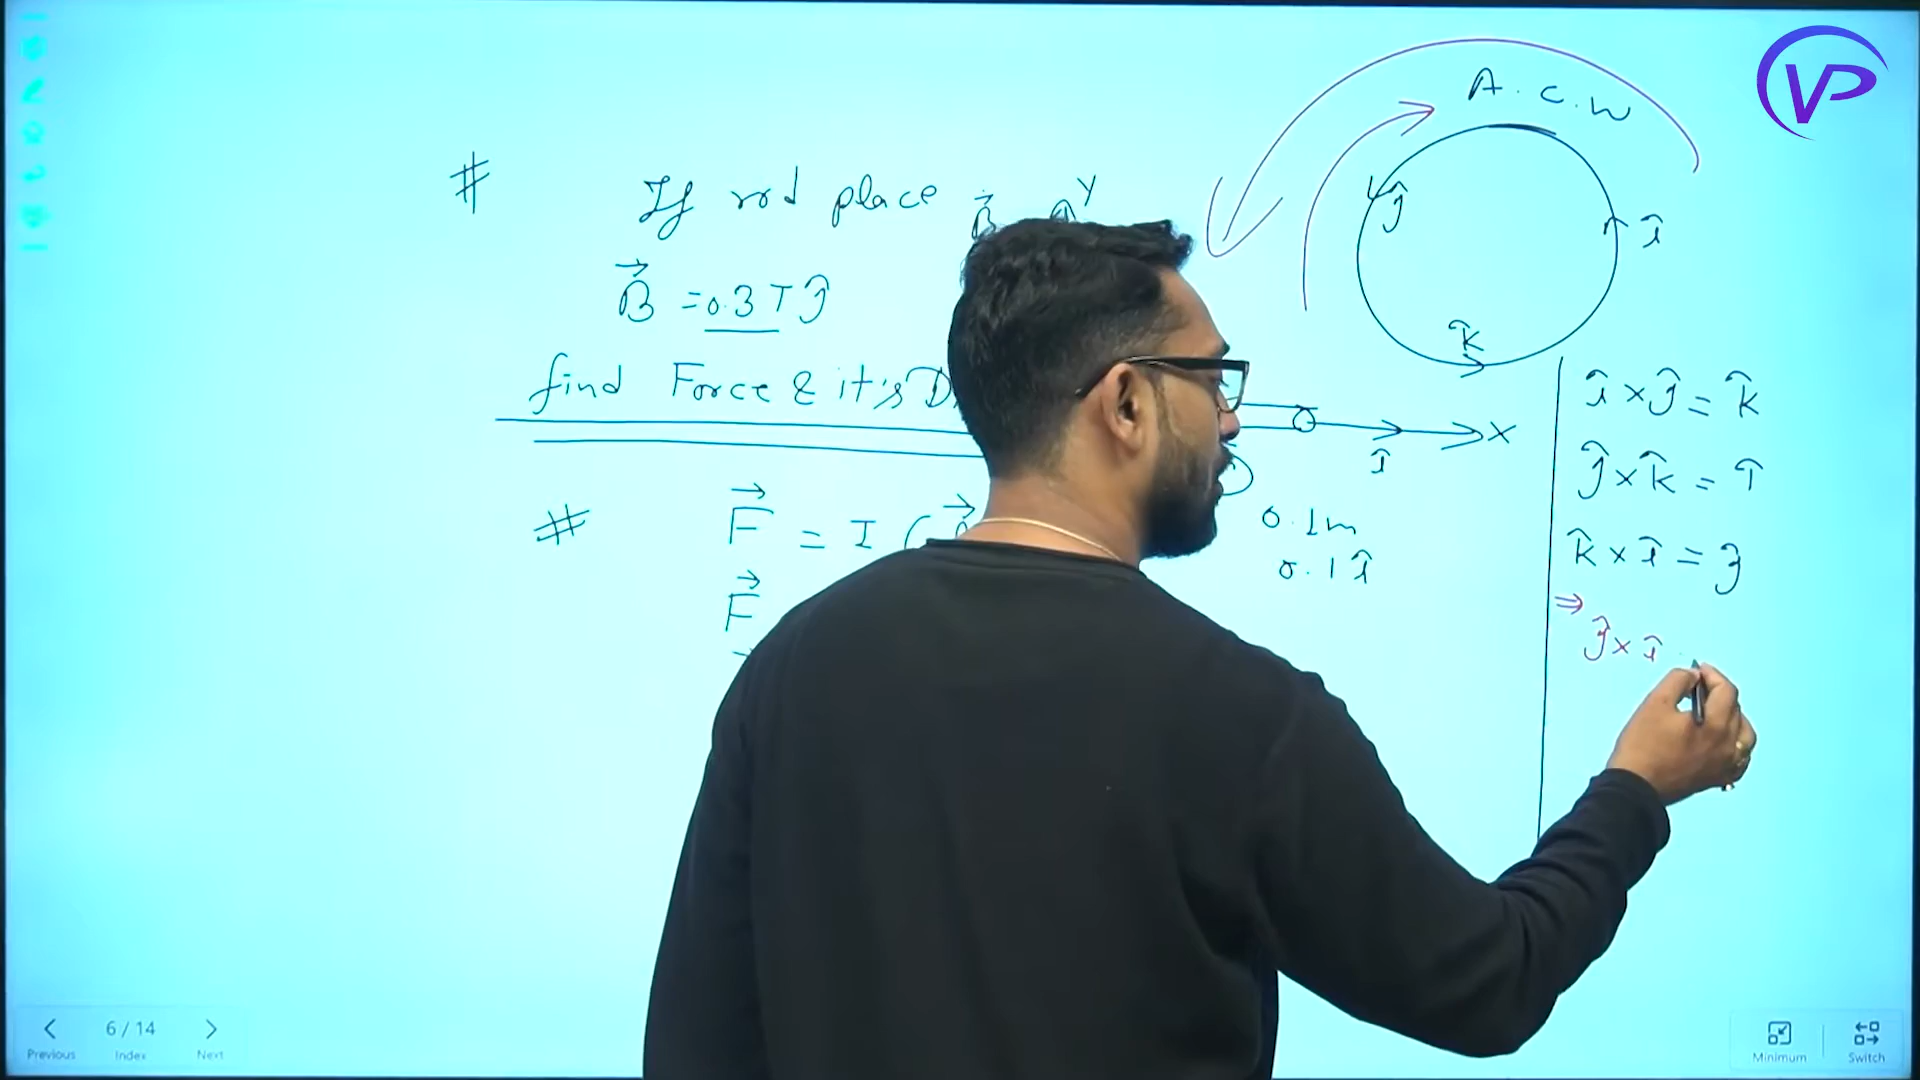 # If rod place B⃗ Y
B⃗ = 0.3 T ĵ
find Force & it's
X
î
# F⃗ = I (
0.1m
0.1 î
F⃗
A.C.W
ĵ
î
k̂
î × ĵ = k̂
ĵ × k̂ = î
k̂ × î = ĵ
⇒ ĵ × î
VP
6 / 14
Previous Index Next
Minimum Switch